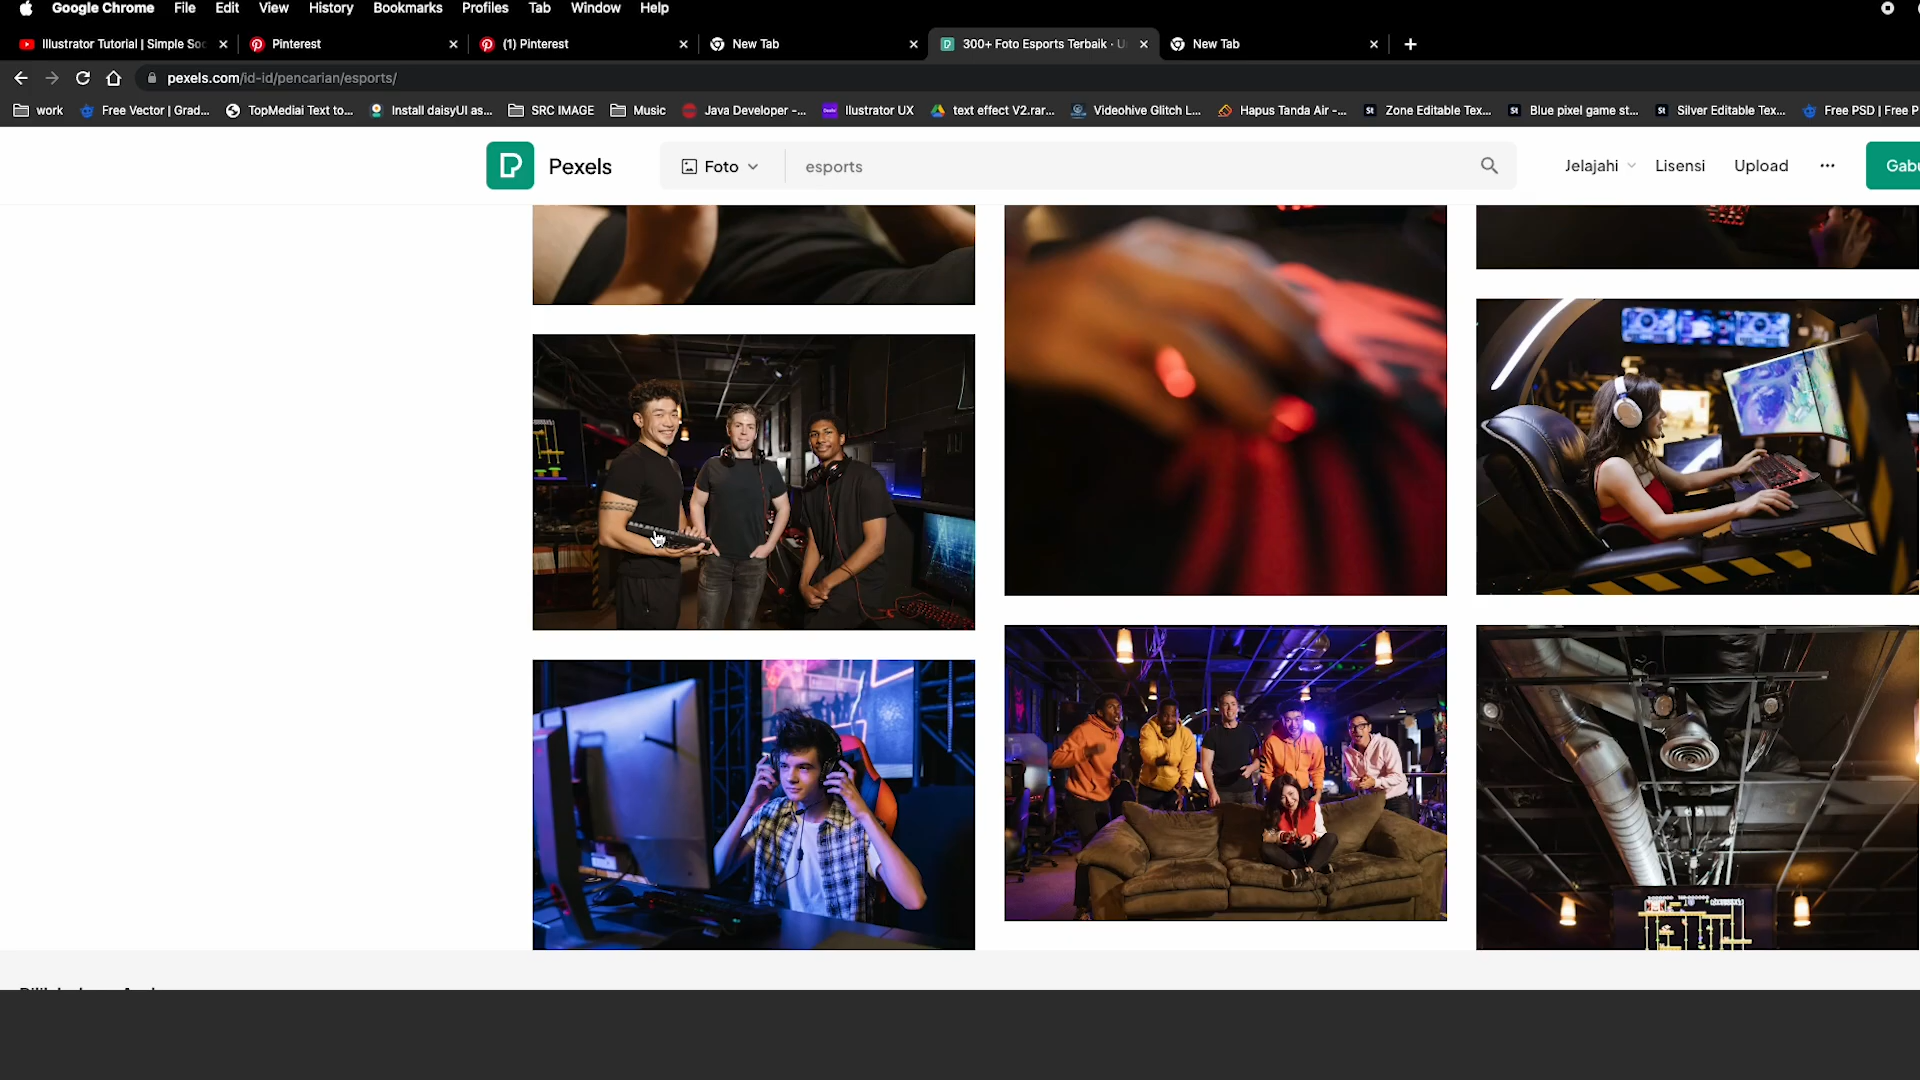 Google Chrome File Edit View History Bookmarks Profiles Tab Window Help
Illustrator Tutorial | Simple Soc Pinterest (1) Pinterest New Tab 300+ Foto Esports Terbaik · U New Tab
pexels.com/id-id/pencarian/esports/
work Free Vector | Grad... TopMediai Text to... Install daisyUI as... SRC IMAGE Music Java Developer -... Ilustrator UX text effect V2.rar... Videohive Glitch L... Hapus Tanda Air -... Zone Editable Tex... Blue pixel game st... Silver Editable Tex... Free PSD | Free P
Pexels Foto esports Jelajahi Lisensi Upload Gabu